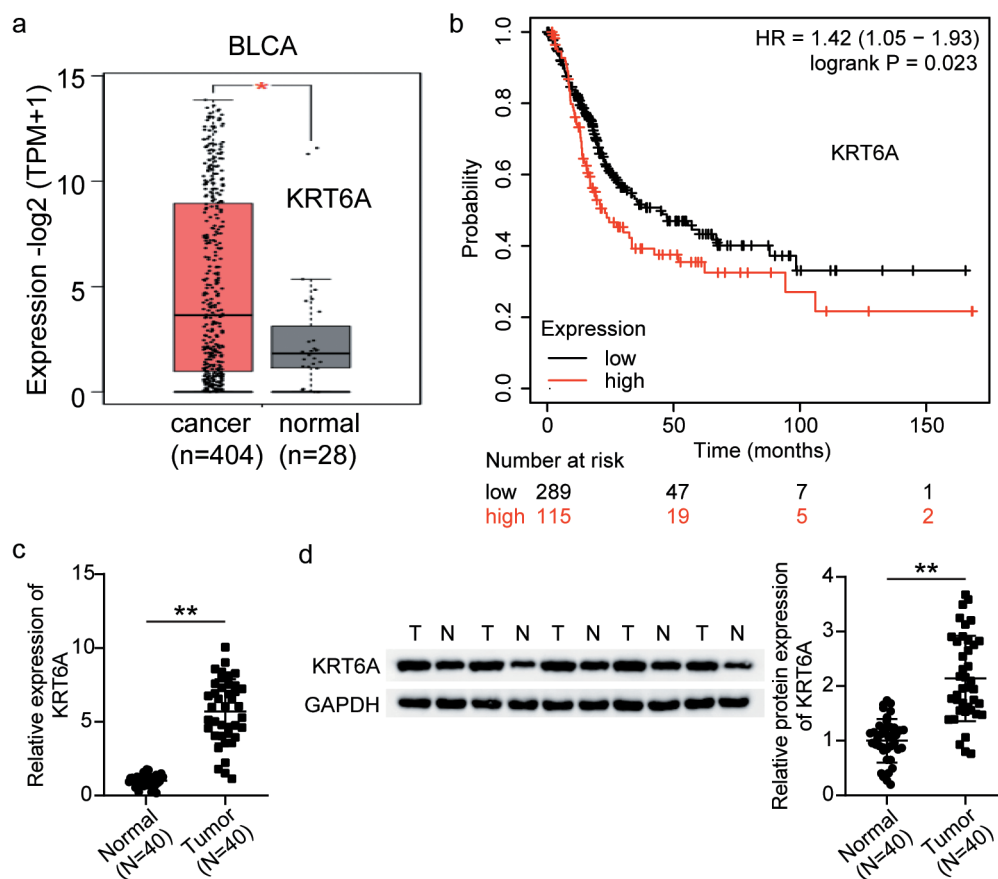 a
BLCA
Expression -log2 (TPM+1)
15
10
5
0
*
KRT6A
cancer
(n=404)
normal
(n=28)
b
HR = 1.42 (1.05 − 1.93)
logrank P = 0.023
KRT6A
Probability
1.0
0.8
0.6
0.4
0.2
0.0
Expression
low
high
0 50 100 150
Time (months)
Number at risk
low 289 47 7 1
high 115 19 5 2
c
Relative expression of
KRT6A
15
10
5
0
**
Normal
(N=40)
Tumor
(N=40)
d
T N T N T N T N T N
KRT6A
GAPDH
Relative protein expression
of KRT6A
4
3
2
1
0
**
Normal
(N=40)
Tumor
(N=40)